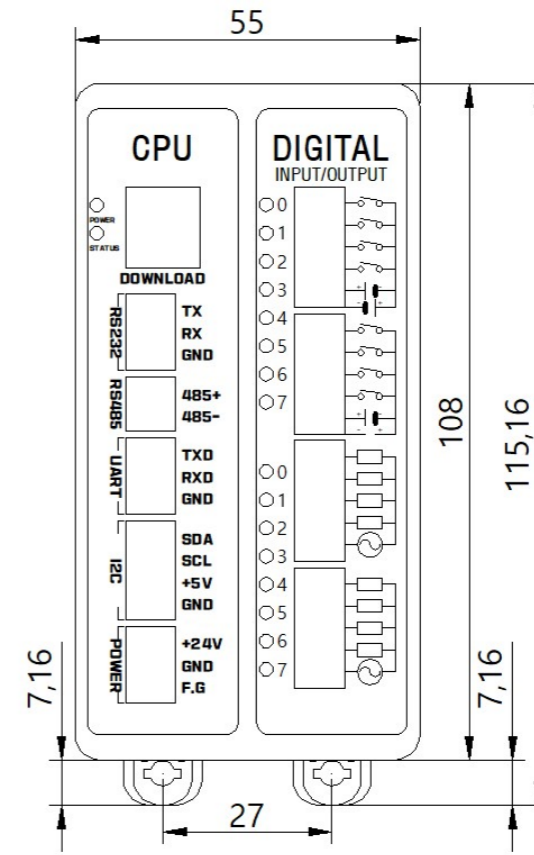 55
CPU
POWER
STATUS
DOWNLOAD
RS232
TX
RX
GND
RS485
485+
485-
UART
TXD
RXD
GND
I2C
SDA
SCL
+5V
GND
POWER
+24V
GND
F.G
DIGITAL
INPUT/OUTPUT
0
1
2
3
4
5
6
7
0
1
2
3
4
5
6
7
108
115,16
7,16
7,16
27